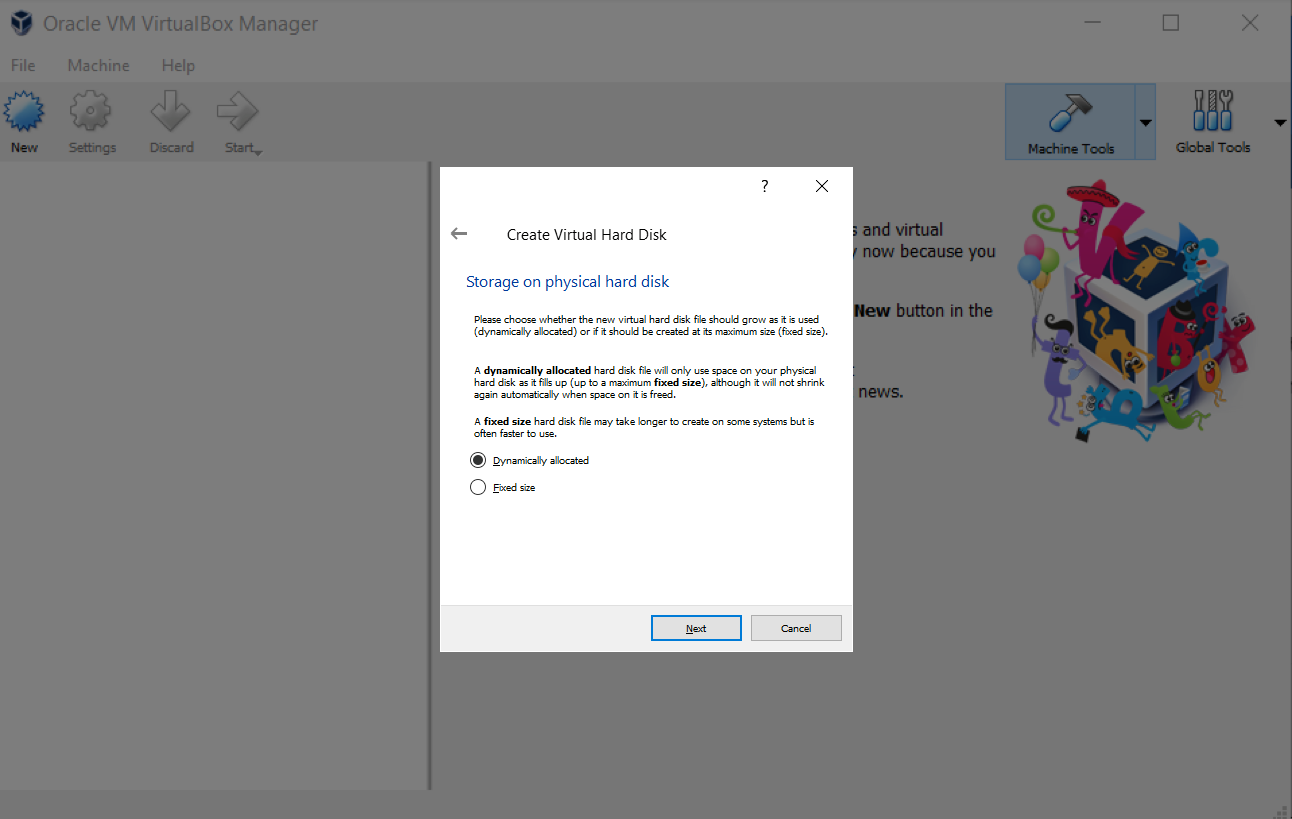 Oracle VM VirtualBox Manager
File Machine Help
New Settings Discard Start
Machine Tools Global Tools
?
Create Virtual Hard Disk
Storage on physical hard disk
Please choose whether the new virtual hard disk file should grow as it is used
(dynamically allocated) or if it should be created at its maximum size (fixed size).
A dynamically allocated hard disk file will only use space on your physical
hard disk as it fills up (up to a maximum fixed size), although it will not shrink
again automatically when space on it is freed.
A fixed size hard disk file may take longer to create on some systems but is
often faster to use.
Dynamically allocated
Fixed size
Next Cancel
and virtual
now because you
New button in the
news.